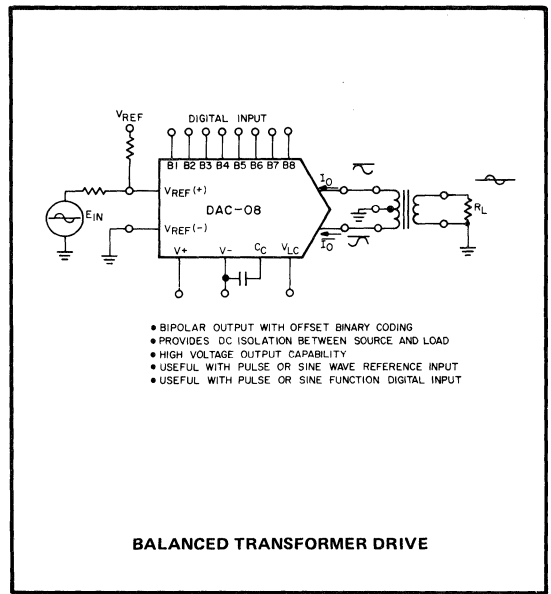 VREF
DIGITAL INPUT
B1 B2 B3 B4 B5 B6 B7 B8
IO
VREF(+)
DAC-08
EIN
RL
VREF(-)
IO
V+ V- CC VLC
• BIPOLAR OUTPUT WITH OFFSET BINARY CODING
• PROVIDES DC ISOLATION BETWEEN SOURCE AND LOAD
• HIGH VOLTAGE OUTPUT CAPABILITY
• USEFUL WITH PULSE OR SINE WAVE REFERENCE INPUT
• USEFUL WITH PULSE OR SINE FUNCTION DIGITAL INPUT
BALANCED TRANSFORMER DRIVE